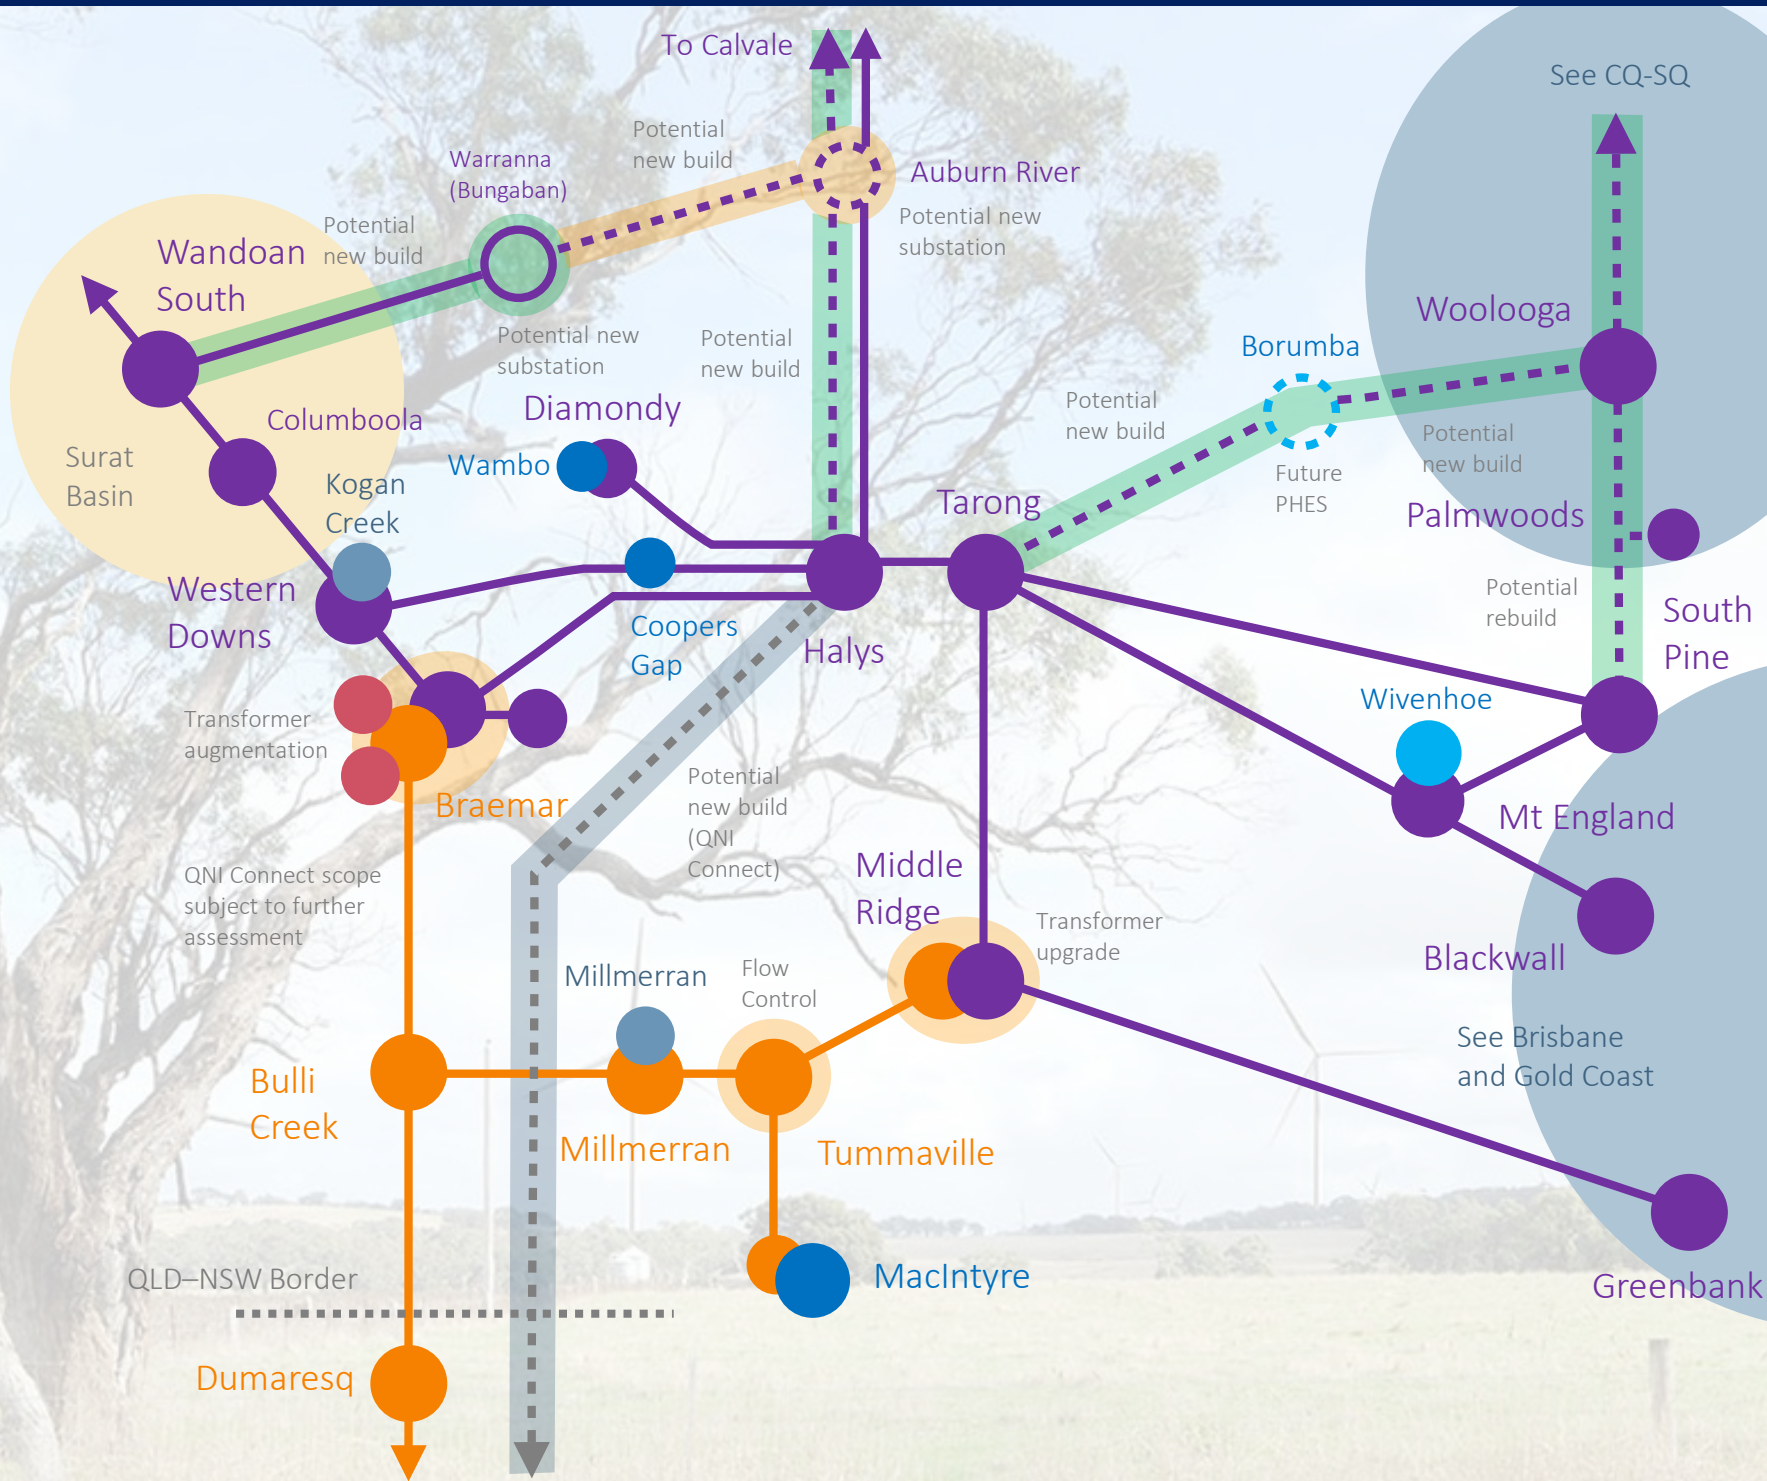 To Calvale
See CQ-SQ
Potential
new build
Warranna
(Bungaban)
Auburn River
Potential new
substation
Potential
new build
Wandoan
South
Potential new
substation
Potential
new build
Woolooga
Borumba
Diamondy
Columboola
Potential
new build
Potential
new build
Surat
Basin
Wambo
Kogan
Creek
Future
PHES
Tarong
Palmwoods
Western
Downs
Potential
rebuild
South
Pine
Coopers
Gap
Halys
Wivenhoe
Transformer
augmentation
Braemar
Potential
new build
(QNI
Connect)
Mt England
QNI Connect scope
subject to further
assessment
Middle
Ridge
Transformer
upgrade
Blackwall
Millmerran
Flow
Control
See Brisbane
and Gold Coast
Bulli
Creek
Millmerran
Tummaville
QLD–NSW Border
MacIntyre
Greenbank
Dumaresq